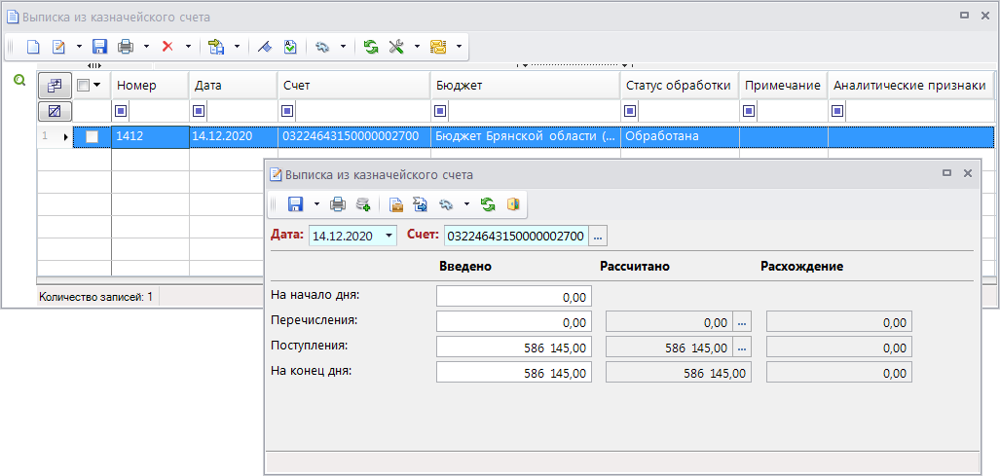 Выписка из казначейского счета
Номер Дата Счет Бюджет Статус обработки Примечание Аналитические признаки
1 1412 14.12.2020 03224643150000002700 Бюджет Брянской области (... Обработана
Количество записей: 1
Выписка из казначейского счета
Дата: 14.12.2020 Счет: 03224643150000002700 ...
Введено Рассчитано Расхождение
На начало дня: 0,00
Перечисления: 0,00 0,00 ... 0,00
Поступления: 586 145,00 586 145,00 ... 0,00
На конец дня: 586 145,00 586 145,00 0,00